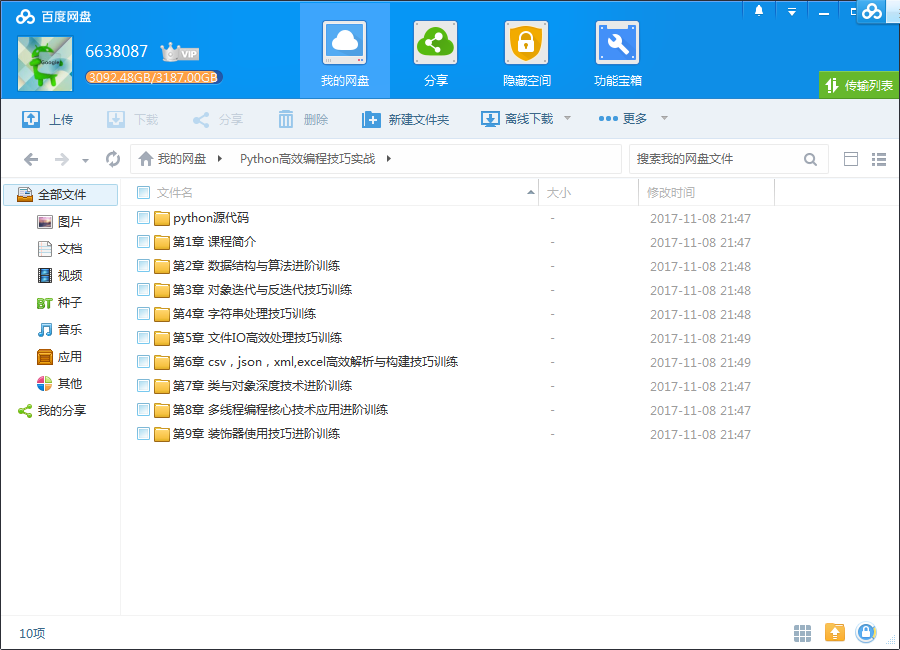 百度网盘
6638087 VIP
3092.48GB/3187.00GB
我的网盘 分享 隐藏空间 功能宝箱
传输列表
上传 下载 分享 删除 新建文件夹 离线下载 更多
我的网盘 Python高效编程技巧实战 搜索我的网盘文件
全部文件
图片
文档
视频
BT 种子
音乐
应用
其他
我的分享
文件名 大小 修改时间
python源代码 - 2017-11-08 21:47
第1章 课程简介 - 2017-11-08 21:47
第2章 数据结构与算法进阶训练 - 2017-11-08 21:48
第3章 对象迭代与反迭代技巧训练 - 2017-11-08 21:48
第4章 字符串处理技巧训练 - 2017-11-08 21:48
第5章 文件IO高效处理技巧训练 - 2017-11-08 21:49
第6章 csv，json，xml,excel高效解析与构建技巧训练 - 2017-11-08 21:49
第7章 类与对象深度技术进阶训练 - 2017-11-08 21:47
第8章 多线程编程核心技术应用进阶训练 - 2017-11-08 21:47
第9章 装饰器使用技巧进阶训练 - 2017-11-08 21:47
10项